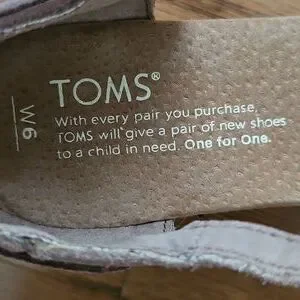 TOMS®
With every pair you purchase,
TOMS will give a pair of new shoes
to a child in need. One for One.
W6